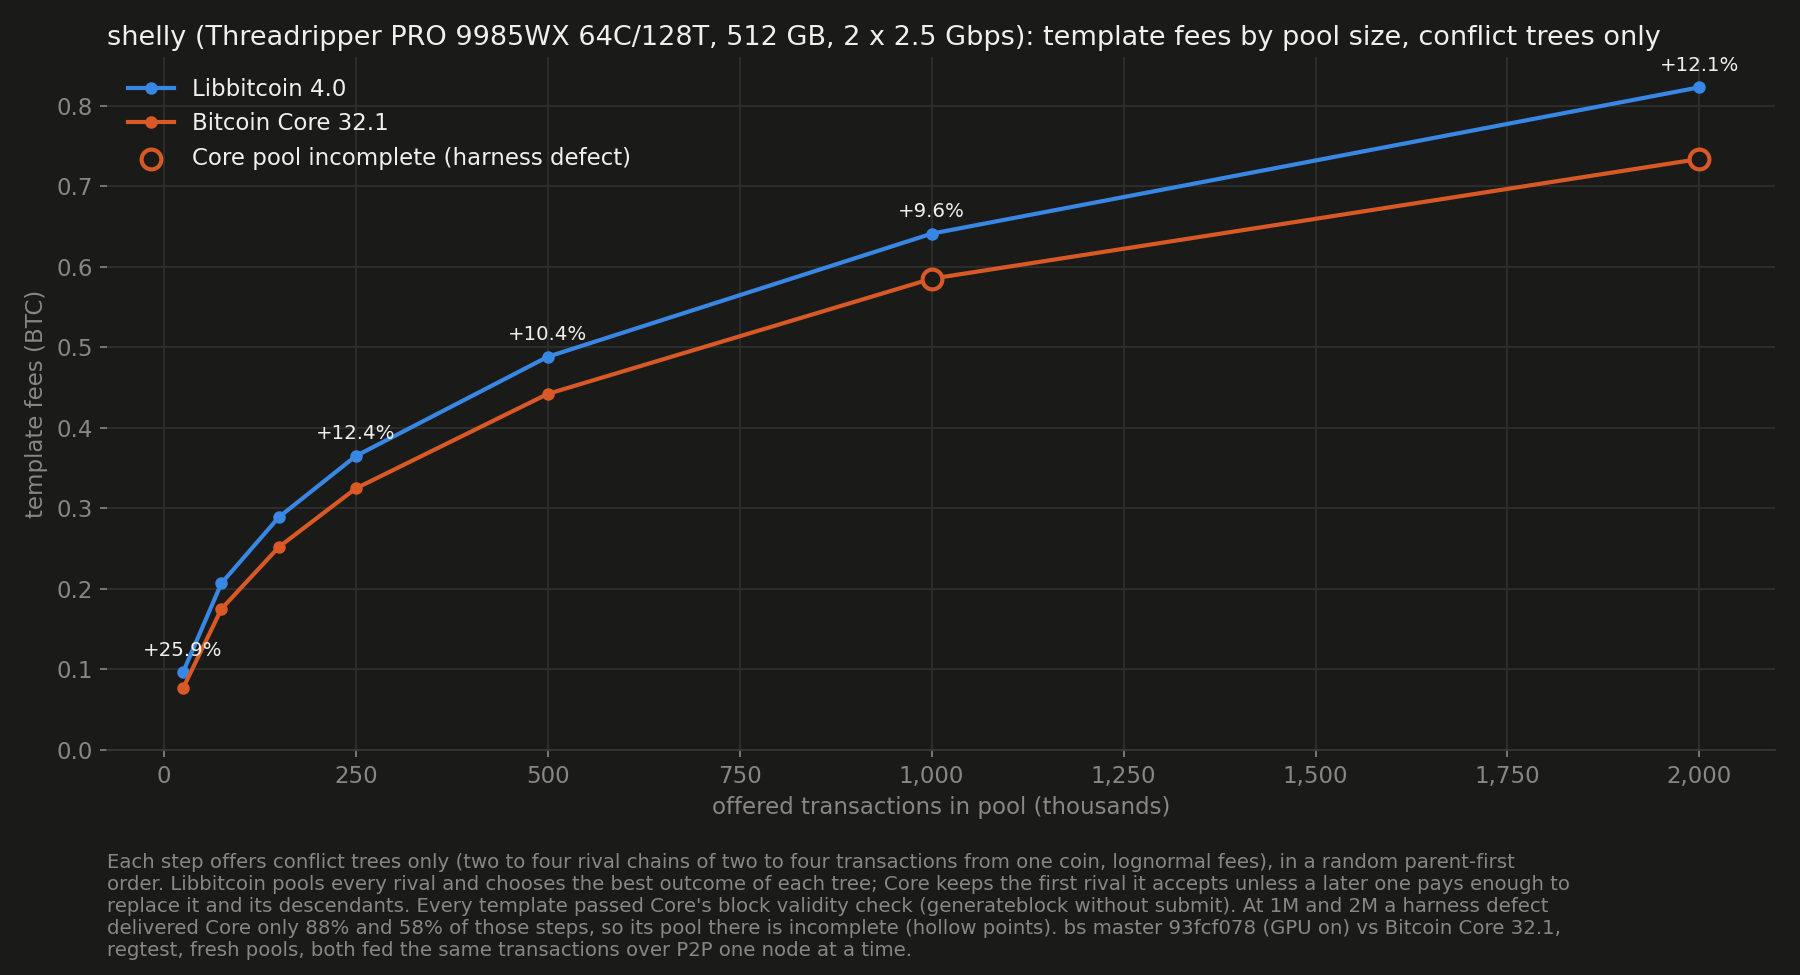 shelly (Threadripper PRO 9985WX 64C/128T, 512 GB, 2 x 2.5 Gbps): template fees by pool size, conflict trees only
Libbitcoin 4.0
Bitcoin Core 32.1
Core pool incomplete (harness defect)
+25.9%
+12.4%
+10.4%
+9.6%
+12.1%
template fees (BTC)
0.8
0.7
0.6
0.5
0.4
0.3
0.2
0.1
0.0
0
250
500
750
1,000
1,250
1,500
1,750
2,000
offered transactions in pool (thousands)
Each step offers conflict trees only (two to four rival chains of two to four transactions from one coin, lognormal fees), in a random parent-first
order. Libbitcoin pools every rival and chooses the best outcome of each tree; Core keeps the first rival it accepts unless a later one pays enough to
replace it and its descendants. Every template passed Core's block validity check (generateblock without submit). At 1M and 2M a harness defect
delivered Core only 88% and 58% of those steps, so its pool there is incomplete (hollow points). bs master 93fcf078 (GPU on) vs Bitcoin Core 32.1,
regtest, fresh pools, both fed the same transactions over P2P one node at a time.